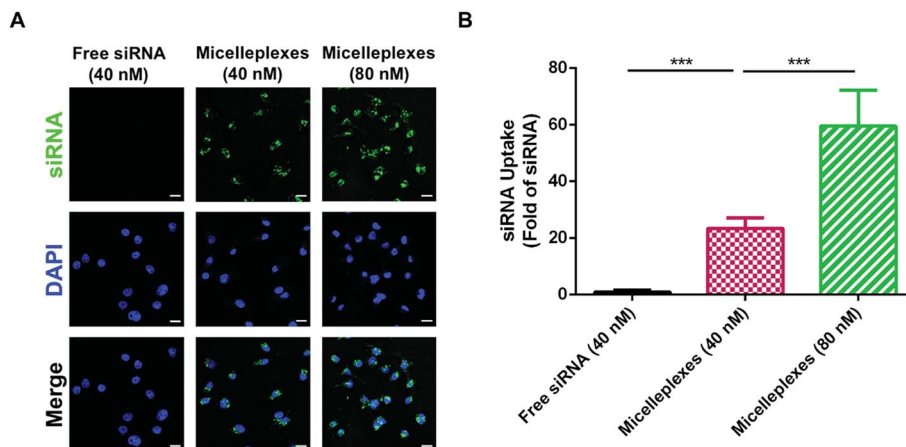 A
Free siRNA
(40 nM)
Micelleplexes
(40 nM)
Micelleplexes
(80 nM)
siRNA
DAPI
Merge
B
80
60
40
20
0
siRNA Uptake
(Fold of siRNA)
***
***
Free siRNA (40 nM)
Micelleplexes (40 nM)
Micelleplexes (80 nM)